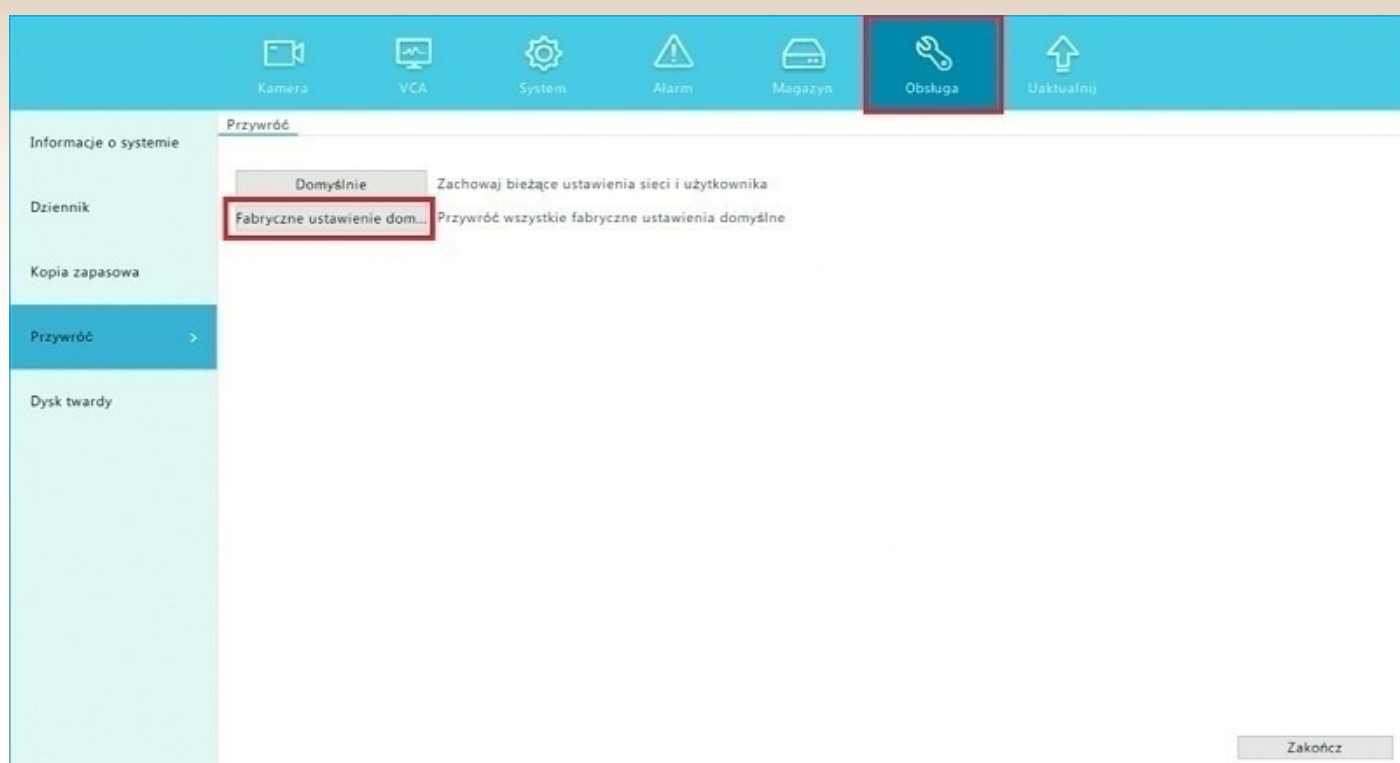 Kamera
VCA
System
Alarm
Magazyn
Obsługa
Uaktualnij
Informacje o systemie
Dziennik
Kopia zapasowa
Przywróć
Dysk twardy
Przywróć
Domyślnie
Zachowaj bieżące ustawienia sieci i użytkownika
Fabryczne ustawienie dom...
Przywróć wszystkie fabryczne ustawienia domyślne
Zakończ